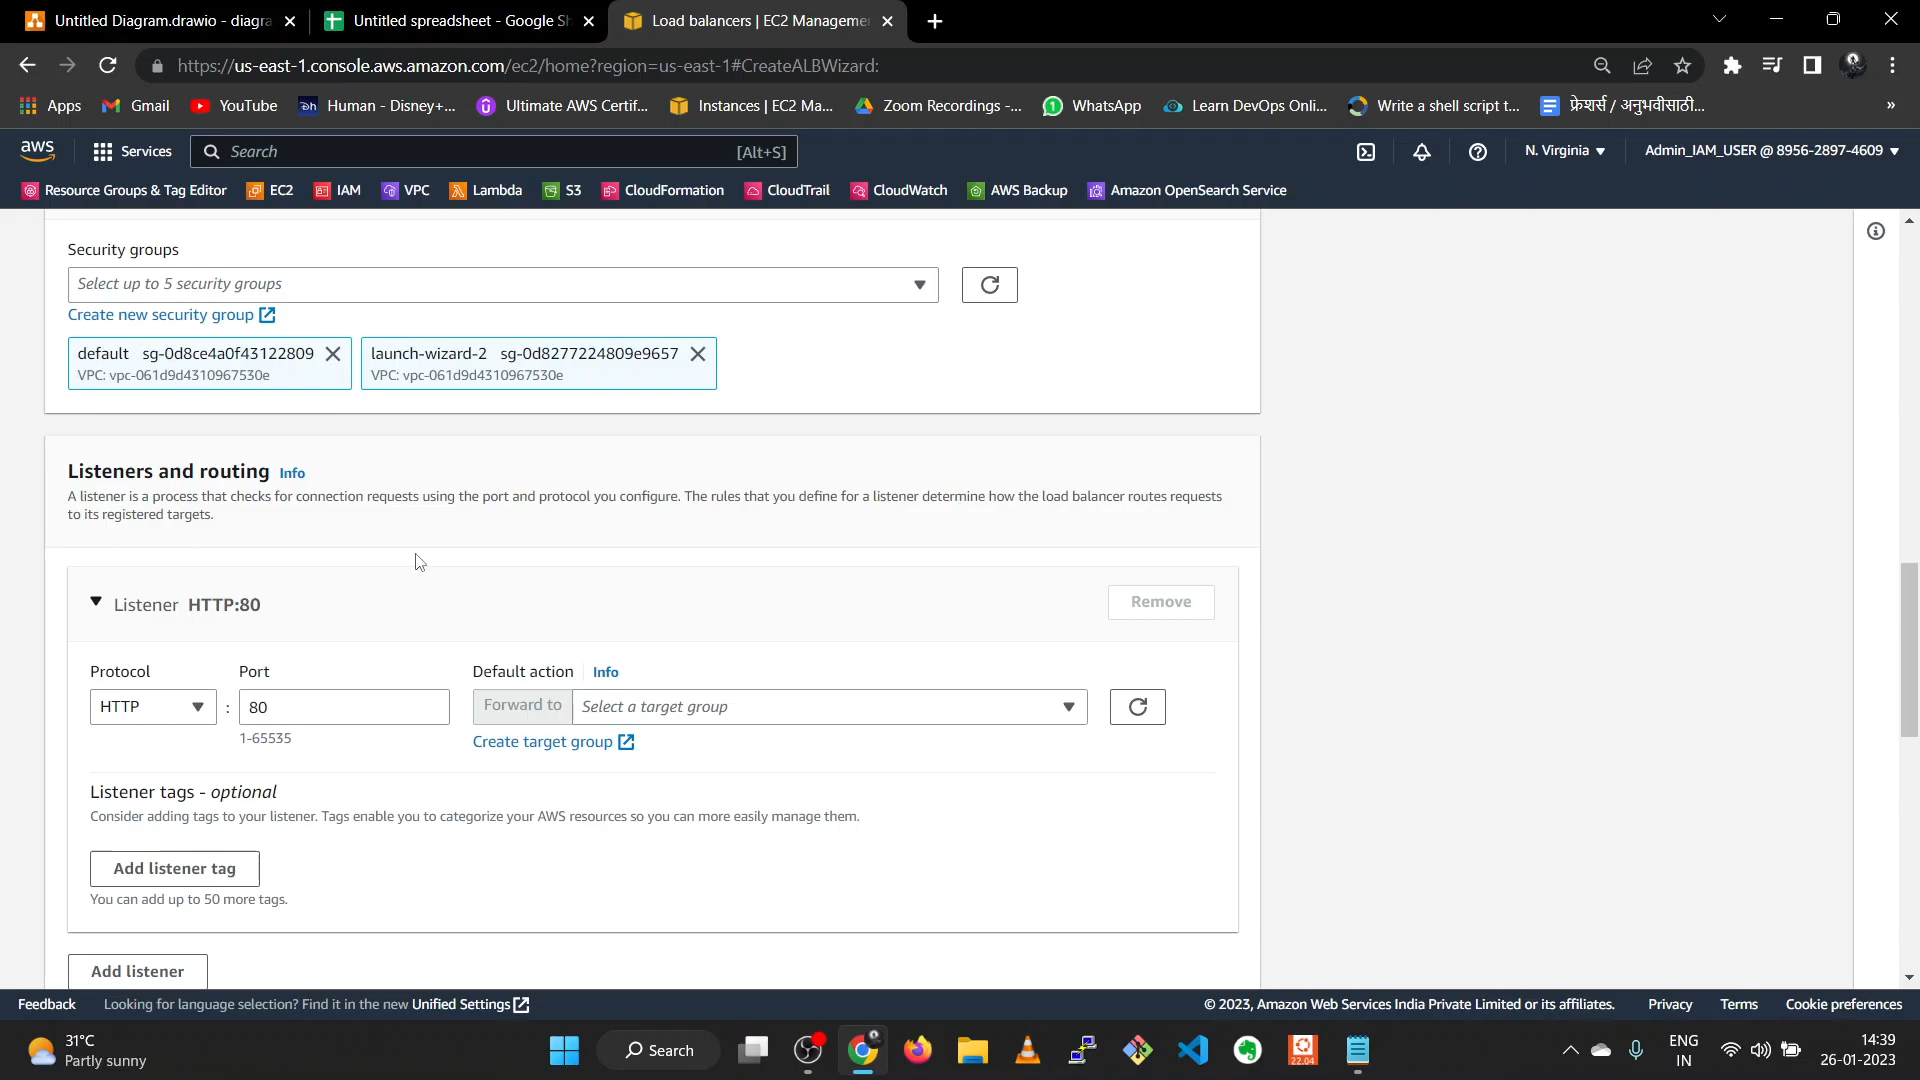 Untitled Diagram.drawio - diagra
Untitled spreadsheet - Google Sh
Load balancers | EC2 Manageme
https://us-east-1.console.aws.amazon.com/ec2/home?region=us-east-1#CreateALBWizard:
Apps
Gmail
YouTube
Human - Disney+...
Ultimate AWS Certif...
Instances | EC2 Ma...
Zoom Recordings -...
WhatsApp
Learn DevOps Onli...
Write a shell script t...
फ्रेशर्स / अनुभवीसाठी...
»
aws
Services
Search
[Alt+S]
N. Virginia
Admin_IAM_USER @ 8956-2897-4609
Resource Groups & Tag Editor
EC2
IAM
VPC
Lambda
S3
CloudFormation
CloudTrail
CloudWatch
AWS Backup
Amazon OpenSearch Service
Security groups
Select up to 5 security groups
Create new security group
default sg-0d8ce4a0f43122809
VPC: vpc-061d9d4310967530e
launch-wizard-2 sg-0d8277224809e9657
VPC: vpc-061d9d4310967530e
Listeners and routing Info
A listener is a process that checks for connection requests using the port and protocol you configure. The rules that you define for a listener determine how the load balancer routes requests
to its registered targets.
Listener HTTP:80
Remove
Protocol
Port
Default action Info
HTTP
:
80
Forward to
Select a target group
1-65535
Create target group
Listener tags - optional
Consider adding tags to your listener. Tags enable you to categorize your AWS resources so you can more easily manage them.
Add listener tag
You can add up to 50 more tags.
Add listener
Feedback
Looking for language selection? Find it in the new Unified Settings
© 2023, Amazon Web Services India Private Limited or its affiliates.
Privacy
Terms
Cookie preferences
31°C
Partly sunny
Search
22.04
ENG
IN
14:39
26-01-2023